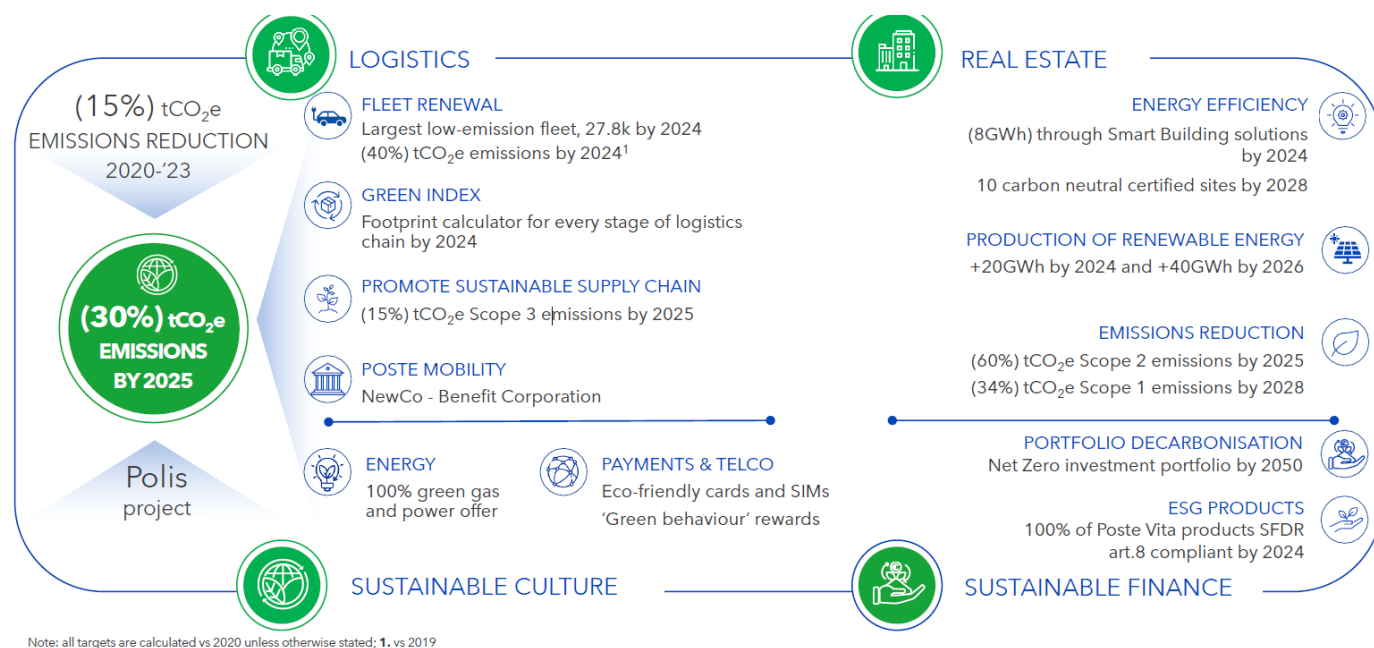 LOGISTICS
REAL ESTATE
(15%) tCO₂e
EMISSIONS REDUCTION
2020-'23
(30%) tCO₂e
EMISSIONS
BY 2025
Polis
project
FLEET RENEWAL
Largest low-emission fleet, 27.8k by 2024
(40%) tCO₂e emissions by 2024¹
GREEN INDEX
Footprint calculator for every stage of logistics
chain by 2024
PROMOTE SUSTAINABLE SUPPLY CHAIN
(15%) tCO₂e Scope 3 emissions by 2025
POSTE MOBILITY
NewCo - Benefit Corporation
ENERGY
100% green gas
and power offer
PAYMENTS & TELCO
Eco-friendly cards and SIMs
‘Green behaviour’ rewards
ENERGY EFFICIENCY
(8GWh) through Smart Building solutions
by 2024
10 carbon neutral certified sites by 2028
PRODUCTION OF RENEWABLE ENERGY
+20GWh by 2024 and +40GWh by 2026
EMISSIONS REDUCTION
(60%) tCO₂e Scope 2 emissions by 2025
(34%) tCO₂e Scope 1 emissions by 2028
PORTFOLIO DECARBONISATION
Net Zero investment portfolio by 2050
ESG PRODUCTS
100% of Poste Vita products SFDR
art.8 compliant by 2024
SUSTAINABLE CULTURE
SUSTAINABLE FINANCE
Note: all targets are calculated vs 2020 unless otherwise stated; 1. vs 2019